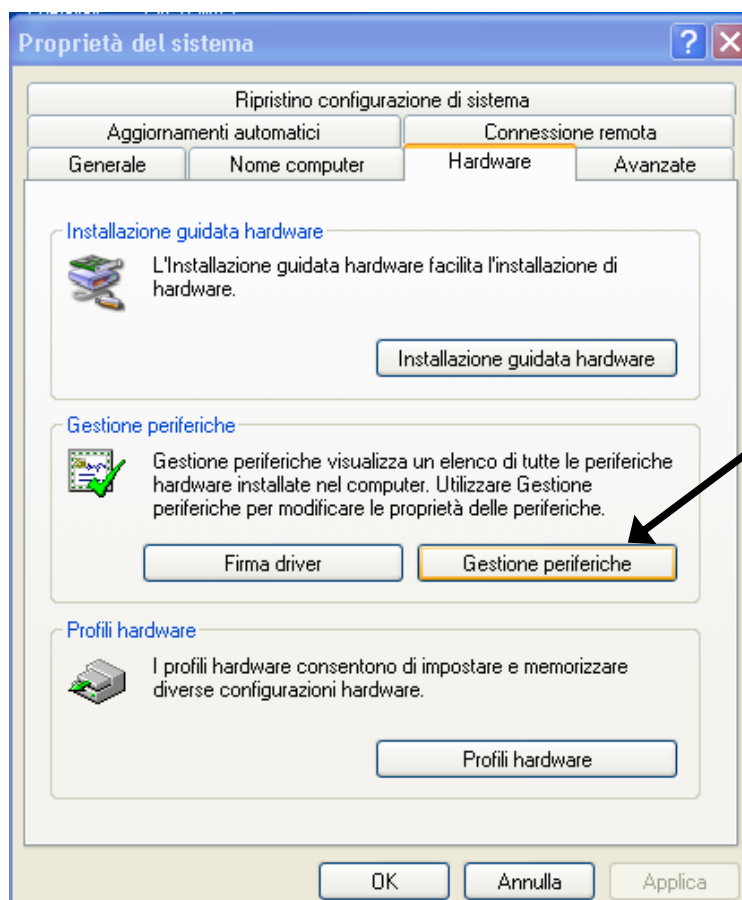 Proprietà del sistema
Ripristino configurazione di sistema
Aggiornamenti automatici
Connessione remota
Generale
Nome computer
Hardware
Avanzate
Installazione guidata hardware
L'Installazione guidata hardware facilita l'installazione di
hardware.
Installazione guidata hardware
Gestione periferiche
Gestione periferiche visualizza un elenco di tutte le periferiche
hardware installate nel computer. Utilizzare Gestione
periferiche per modificare le proprietà delle periferiche.
Firma driver
Gestione periferiche
Profili hardware
I profili hardware consentono di impostare e memorizzare
diverse configurazioni hardware.
Profili hardware
OK
Annulla
Applica